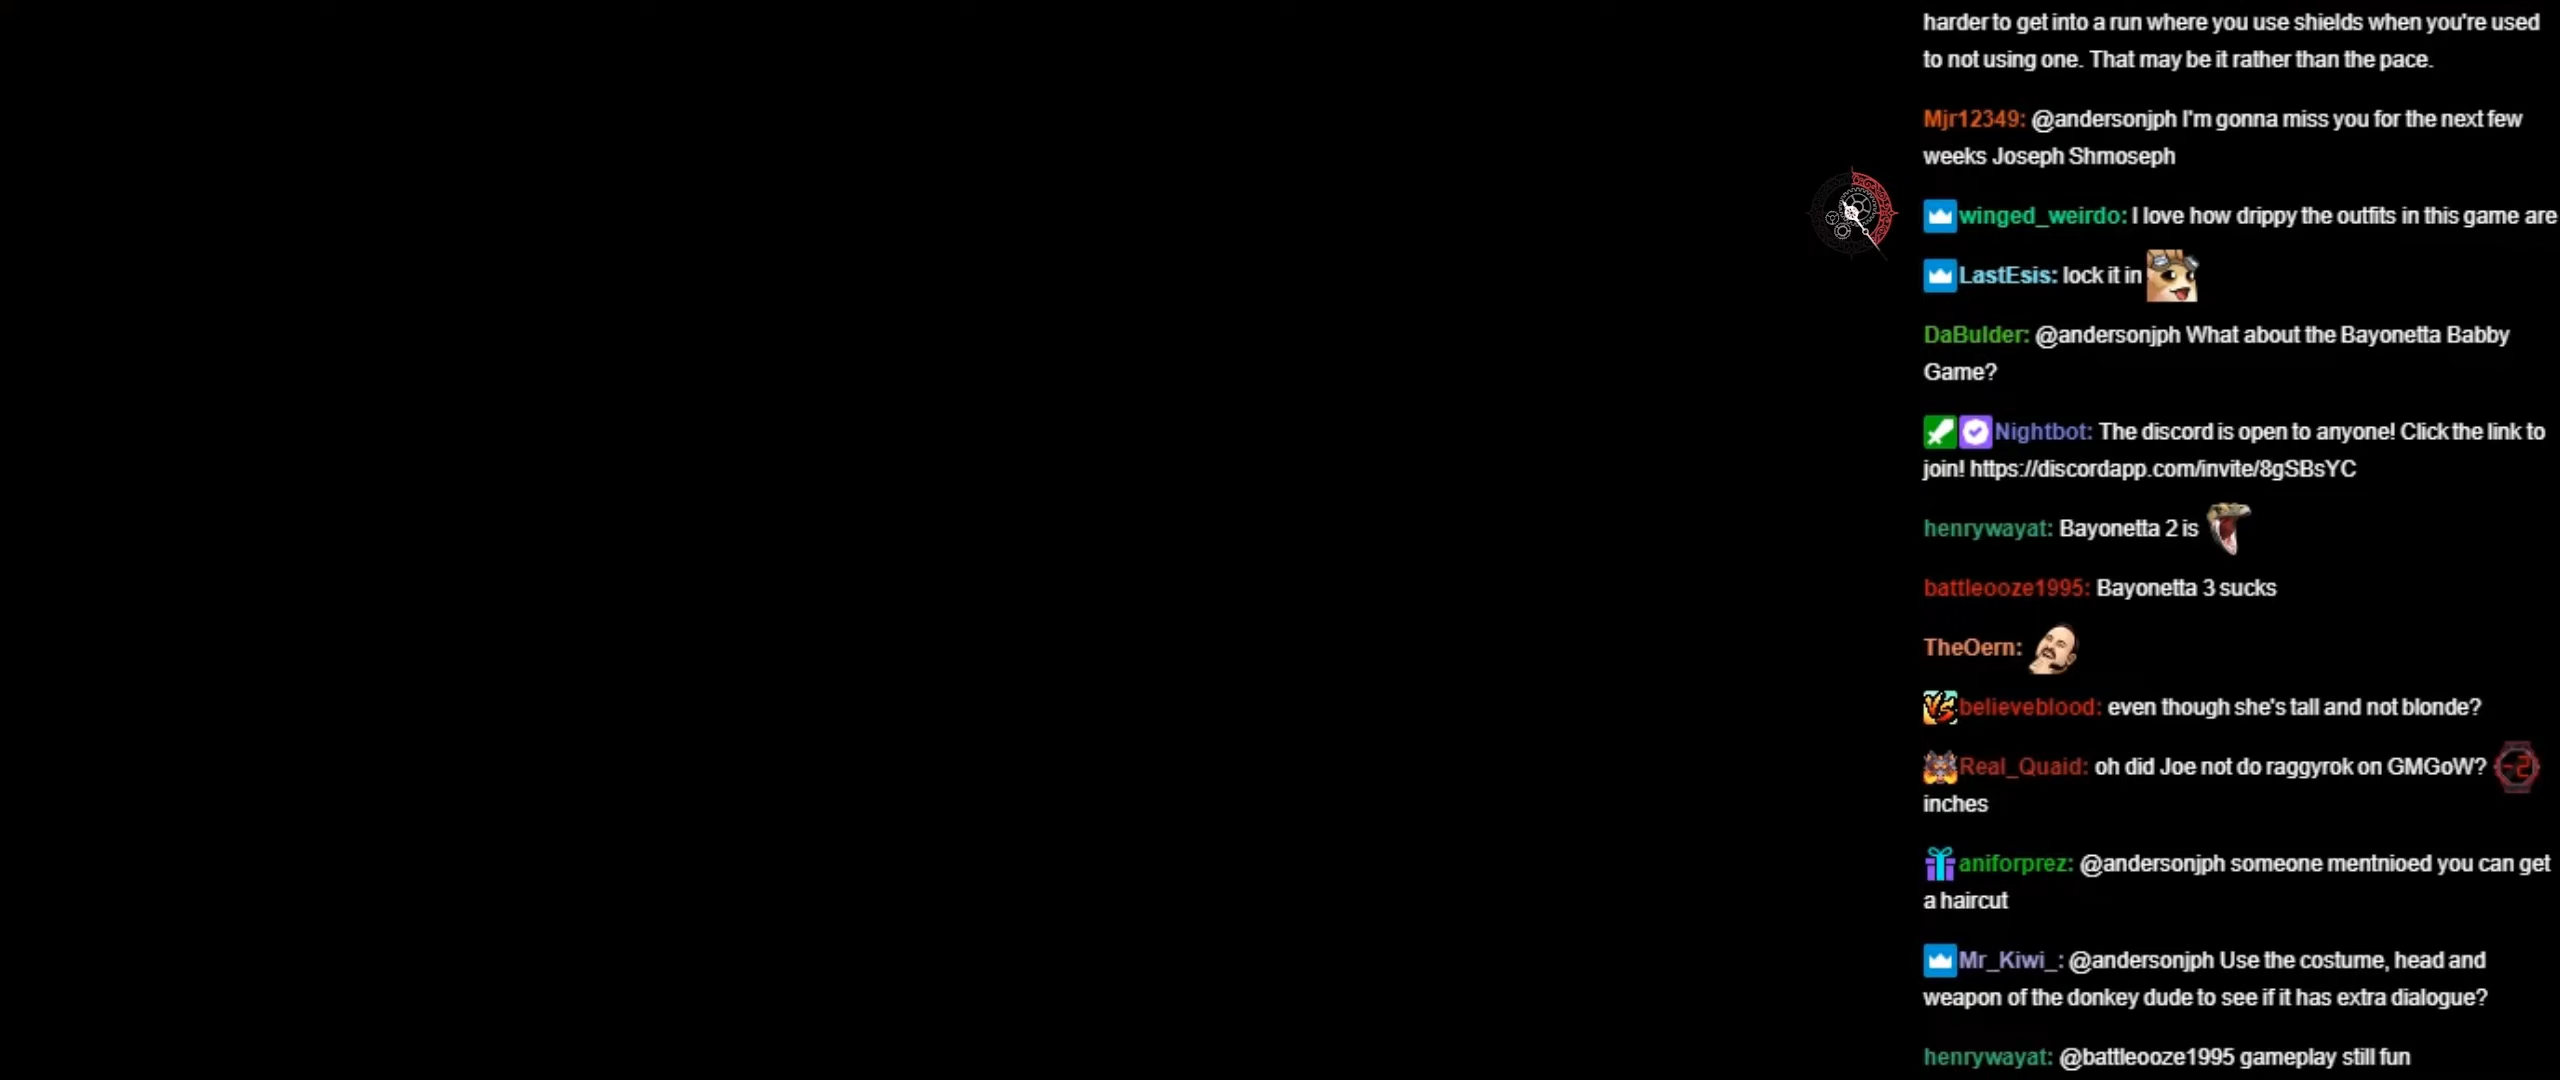 harder to get into a run where you use shields when you're used
to not using one. That may be it rather than the pace.
Mjr12349: @andersonjph I'm gonna miss you for the next few
weeks Joseph Shmoseph
winged_weirdo: I love how drippy the outfits in this game are
LastEsis: lock it in
DaBulder: @andersonjph What about the Bayonetta Babby
Game?
Nightbot: The discord is open to anyone! Click the link to
join! https://discordapp.com/invite/8gSBsYC
henrywayat: Bayonetta 2 is
battleooze1995: Bayonetta 3 sucks
TheOern:
VS believeblood: even though she's tall and not blonde?
Real_Quaid: oh did Joe not do raggyrok on GMGoW? -2
inches
aniforprez: @andersonjph someone mentnioed you can get
a haircut
Mr_Kiwi_: @andersonjph Use the costume, head and
weapon of the donkey dude to see if it has extra dialogue?
henrywayat: @battleooze1995 gameplay still fun